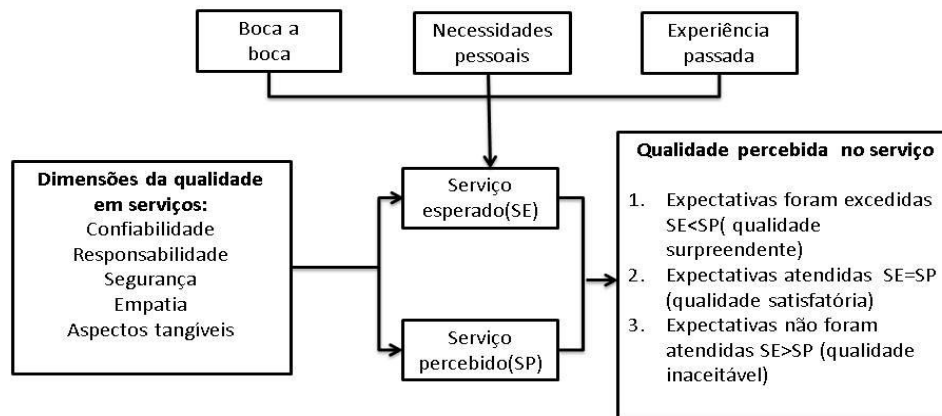 Boca a
boca
Necessidades
pessoais
Experiência
passada
Dimensões da qualidade
em serviços:
Confiabilidade
Responsabilidade
Segurança
Empatia
Aspectos tangíveis
Serviço
esperado(SE)
Serviço
percebido(SP)
Qualidade percebida no serviço
1. Expectativas foram excedidas
SE<SP( qualidade
surpreendente)
2. Expectativas atendidas SE=SP
(qualidade satisfatória)
3. Expectativas não foram
atendidas SE>SP (qualidade
inaceitável)